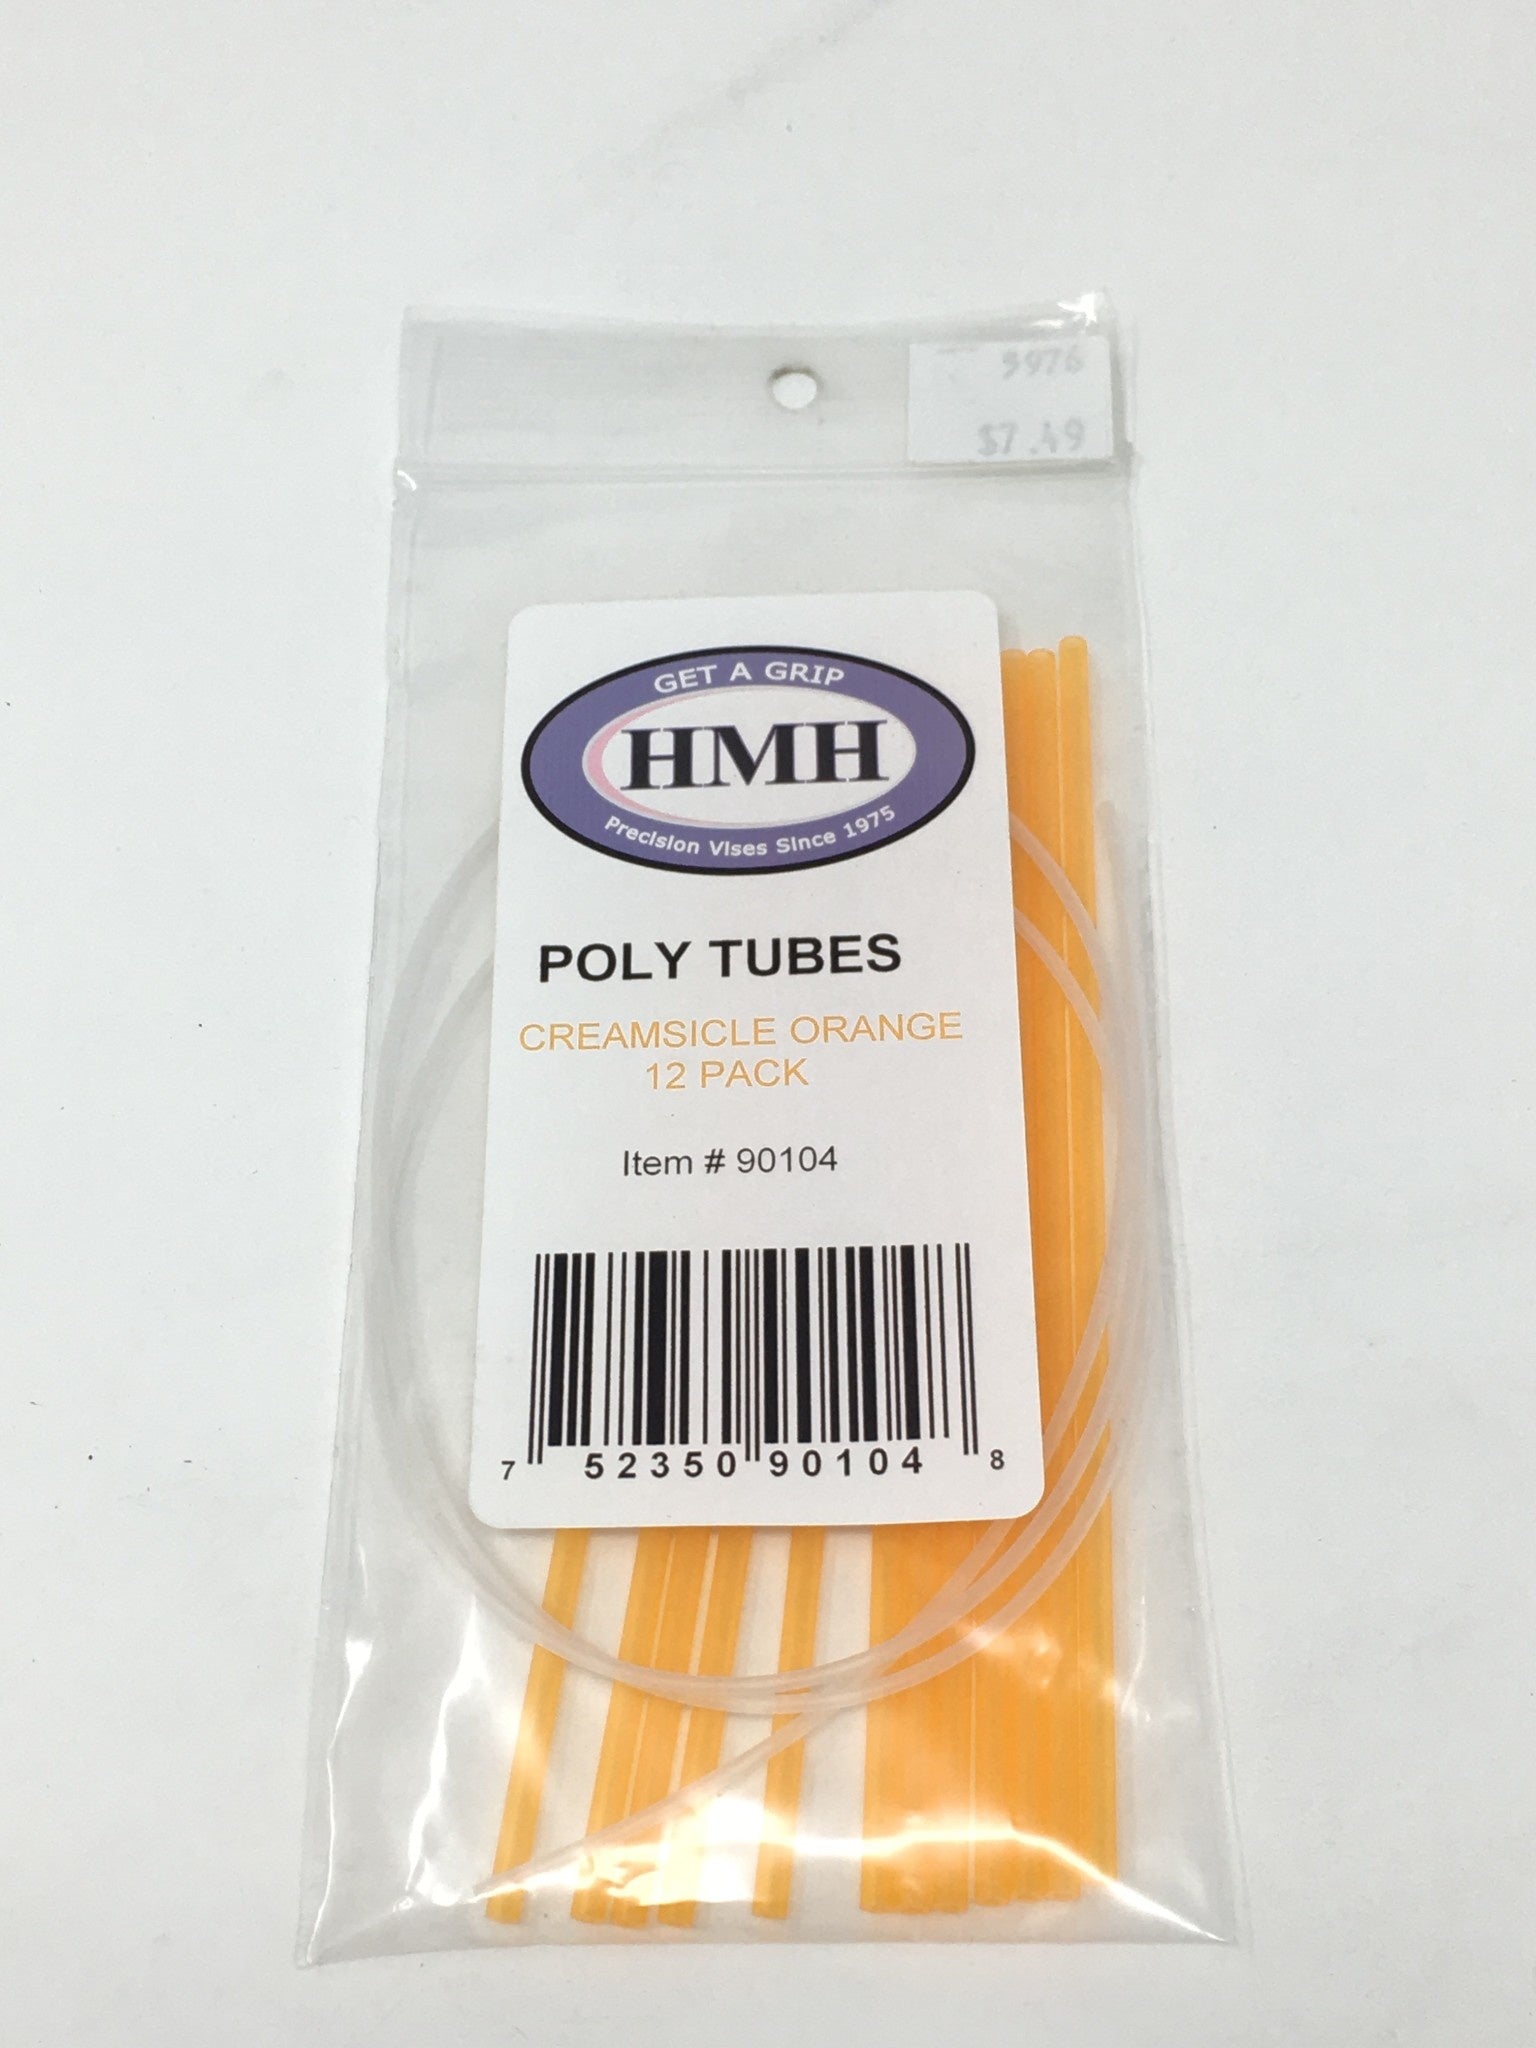 3976
$7.49
GET A GRIP
HMH
Precision Vises Since 1975
POLY TUBES
CREAMSICLE ORANGE
12 PACK
Item # 90104
7 52350 90104 8